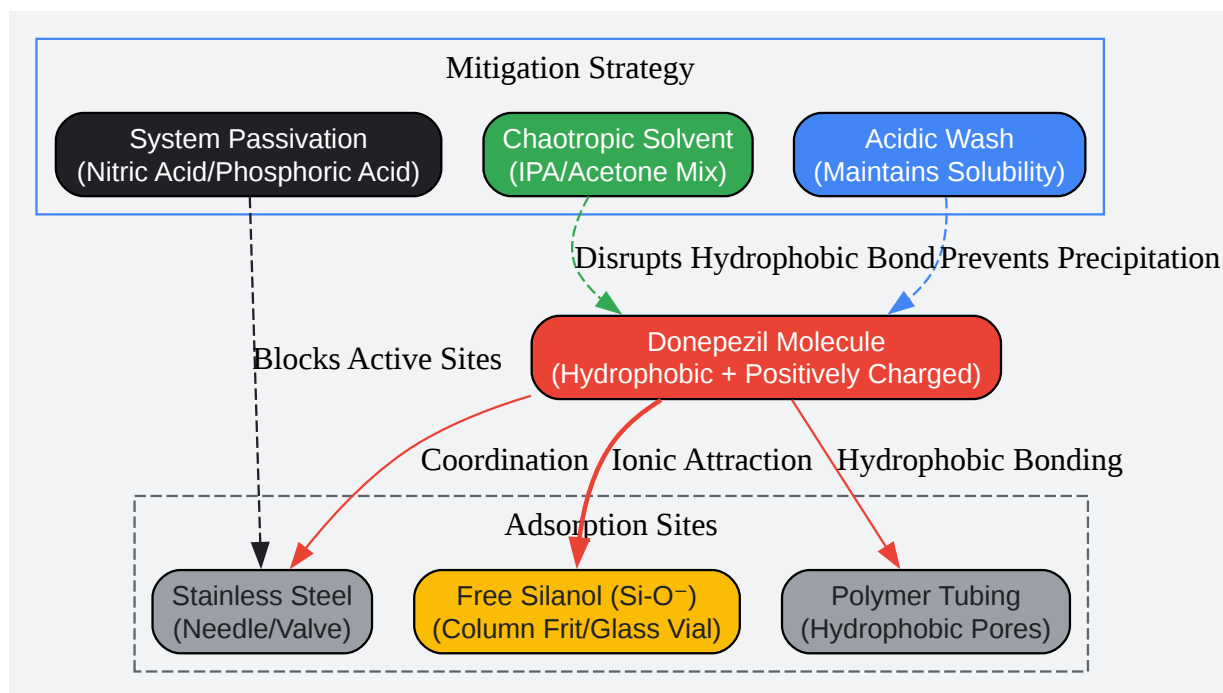 Mitigation Strategy
System Passivation
(Nitric Acid/Phosphoric Acid)
Chaotropic Solvent
(IPA/Acetone Mix)
Acidic Wash
(Maintains Solubility)
Disrupts Hydrophobic Bond
Prevents Precipitation
Donepezil Molecule
(Hydrophobic + Positively Charged)
Blocks Active Sites
Coordination
Ionic Attraction
Hydrophobic Bonding
Adsorption Sites
Stainless Steel
(Needle/Valve)
Free Silanol (Si-O⁻)
(Column Frit/Glass Vial)
Polymer Tubing
(Hydrophobic Pores)